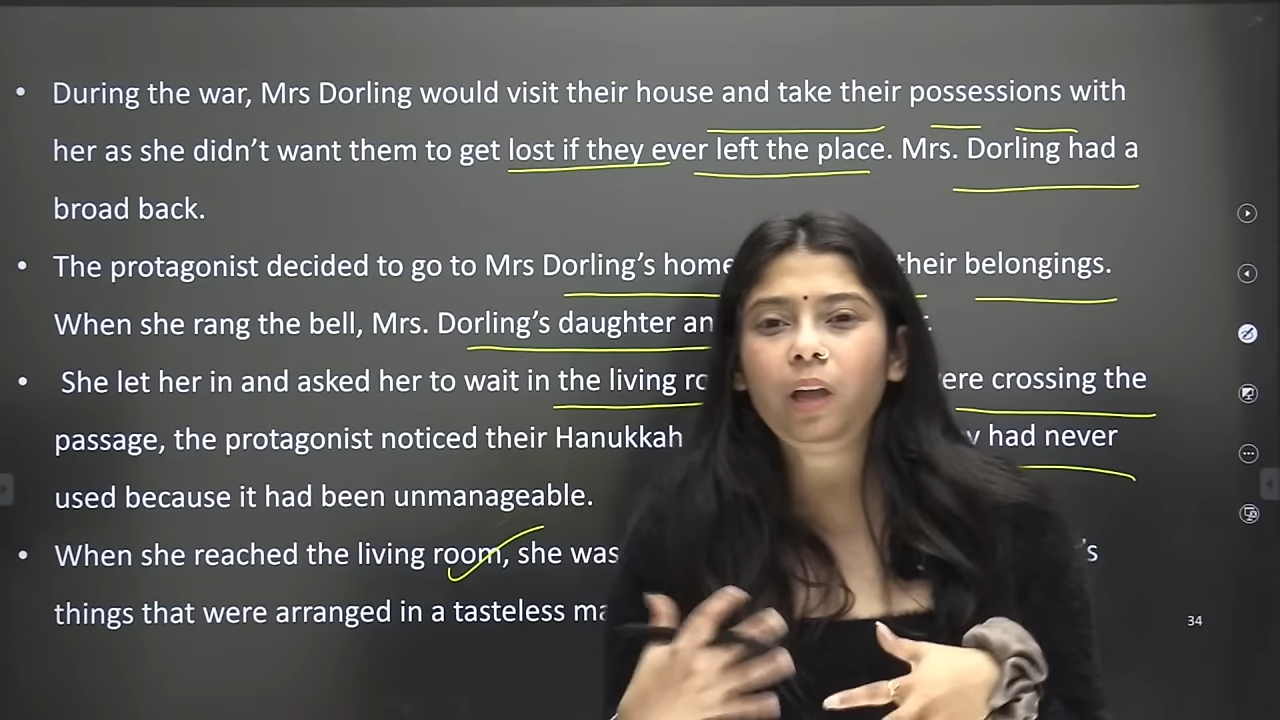 • During the war, Mrs Dorling would visit their house and take their possessions with
her as she didn’t want them to get lost if they ever left the place. Mrs. Dorling had a
broad back.
• The protagonist decided to go to Mrs Dorling’s home their belongings.
When she rang the bell, Mrs. Dorling’s daughter
• She let her in and asked her to wait in the living crossing the
passage, the protagonist noticed their Hanukkah had never
used because it had been unmanageable.
• When she reached the living room, she was
things that were arranged in a tasteless
34